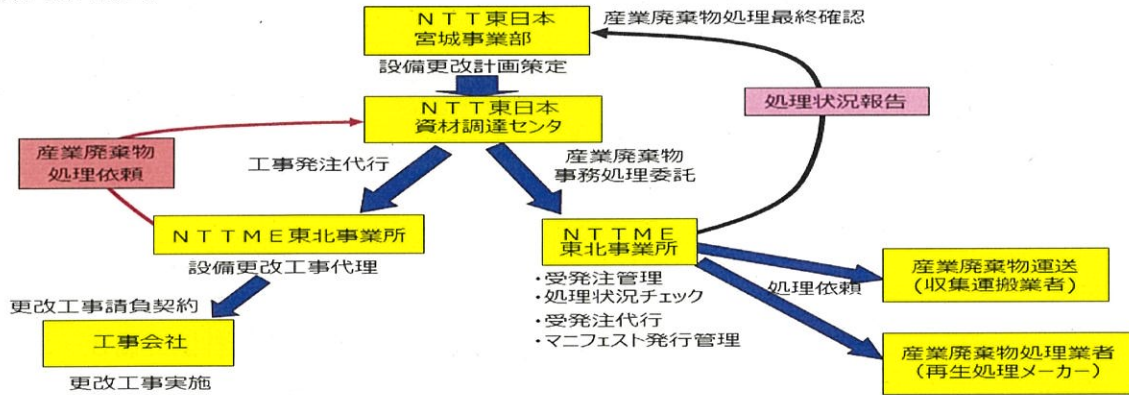 ＮＴＴ東日本
宮城事業部
産業廃棄物処理最終確認
設備更改計画策定
ＮＴＴ東日本
資材調達センタ
処理状況報告
産業廃棄物
処理依頼
工事発注代行
産業廃棄物
事務処理委託
ＮＴＴＭＥ東北事業所
設備更改工事代理
ＮＴＴＭＥ
東北事業所
・受発注管理
・処理状況チェック
・受発注代行
・マニフェスト発行管理
処理依頼
産業廃棄物運送
(収集運搬業者)
更改工事請負契約
工事会社
更改工事実施
産業廃棄物処理業者
(再生処理メーカー)